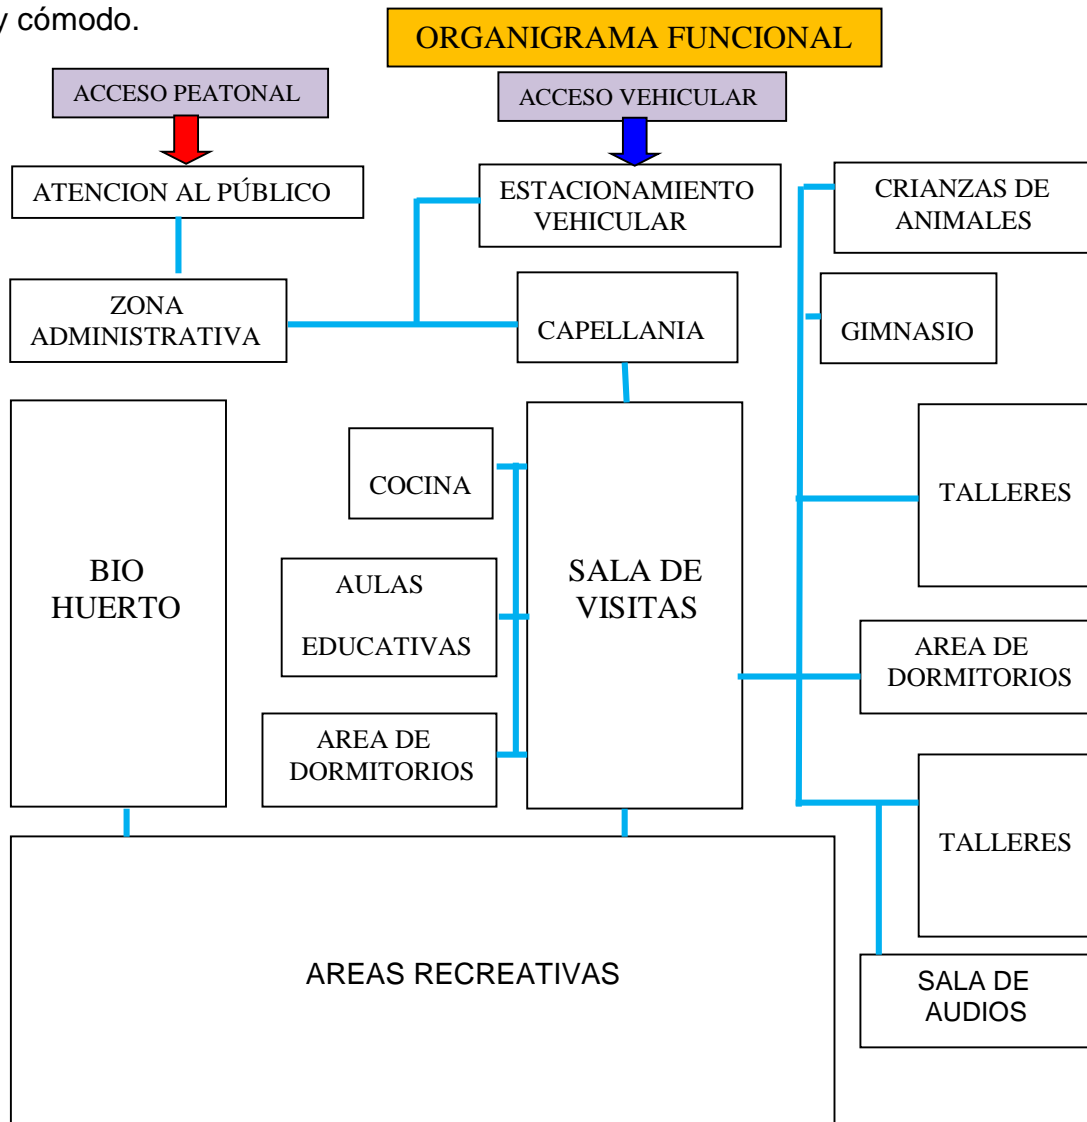 y cómodo.
ORGANIGRAMA FUNCIONAL
ACCESO PEATONAL
ACCESO VEHICULAR
ATENCION AL PÚBLICO
ESTACIONAMIENTO
VEHICULAR
CRIANZAS DE
ANIMALES
ZONA
ADMINISTRATIVA
CAPELLANIA
GIMNASIO
COCINA
TALLERES
BIO
HUERTO
AULAS
EDUCATIVAS
SALA DE
VISITAS
AREA DE
DORMITORIOS
AREA DE
DORMITORIOS
TALLERES
AREAS RECREATIVAS
SALA DE
AUDIOS